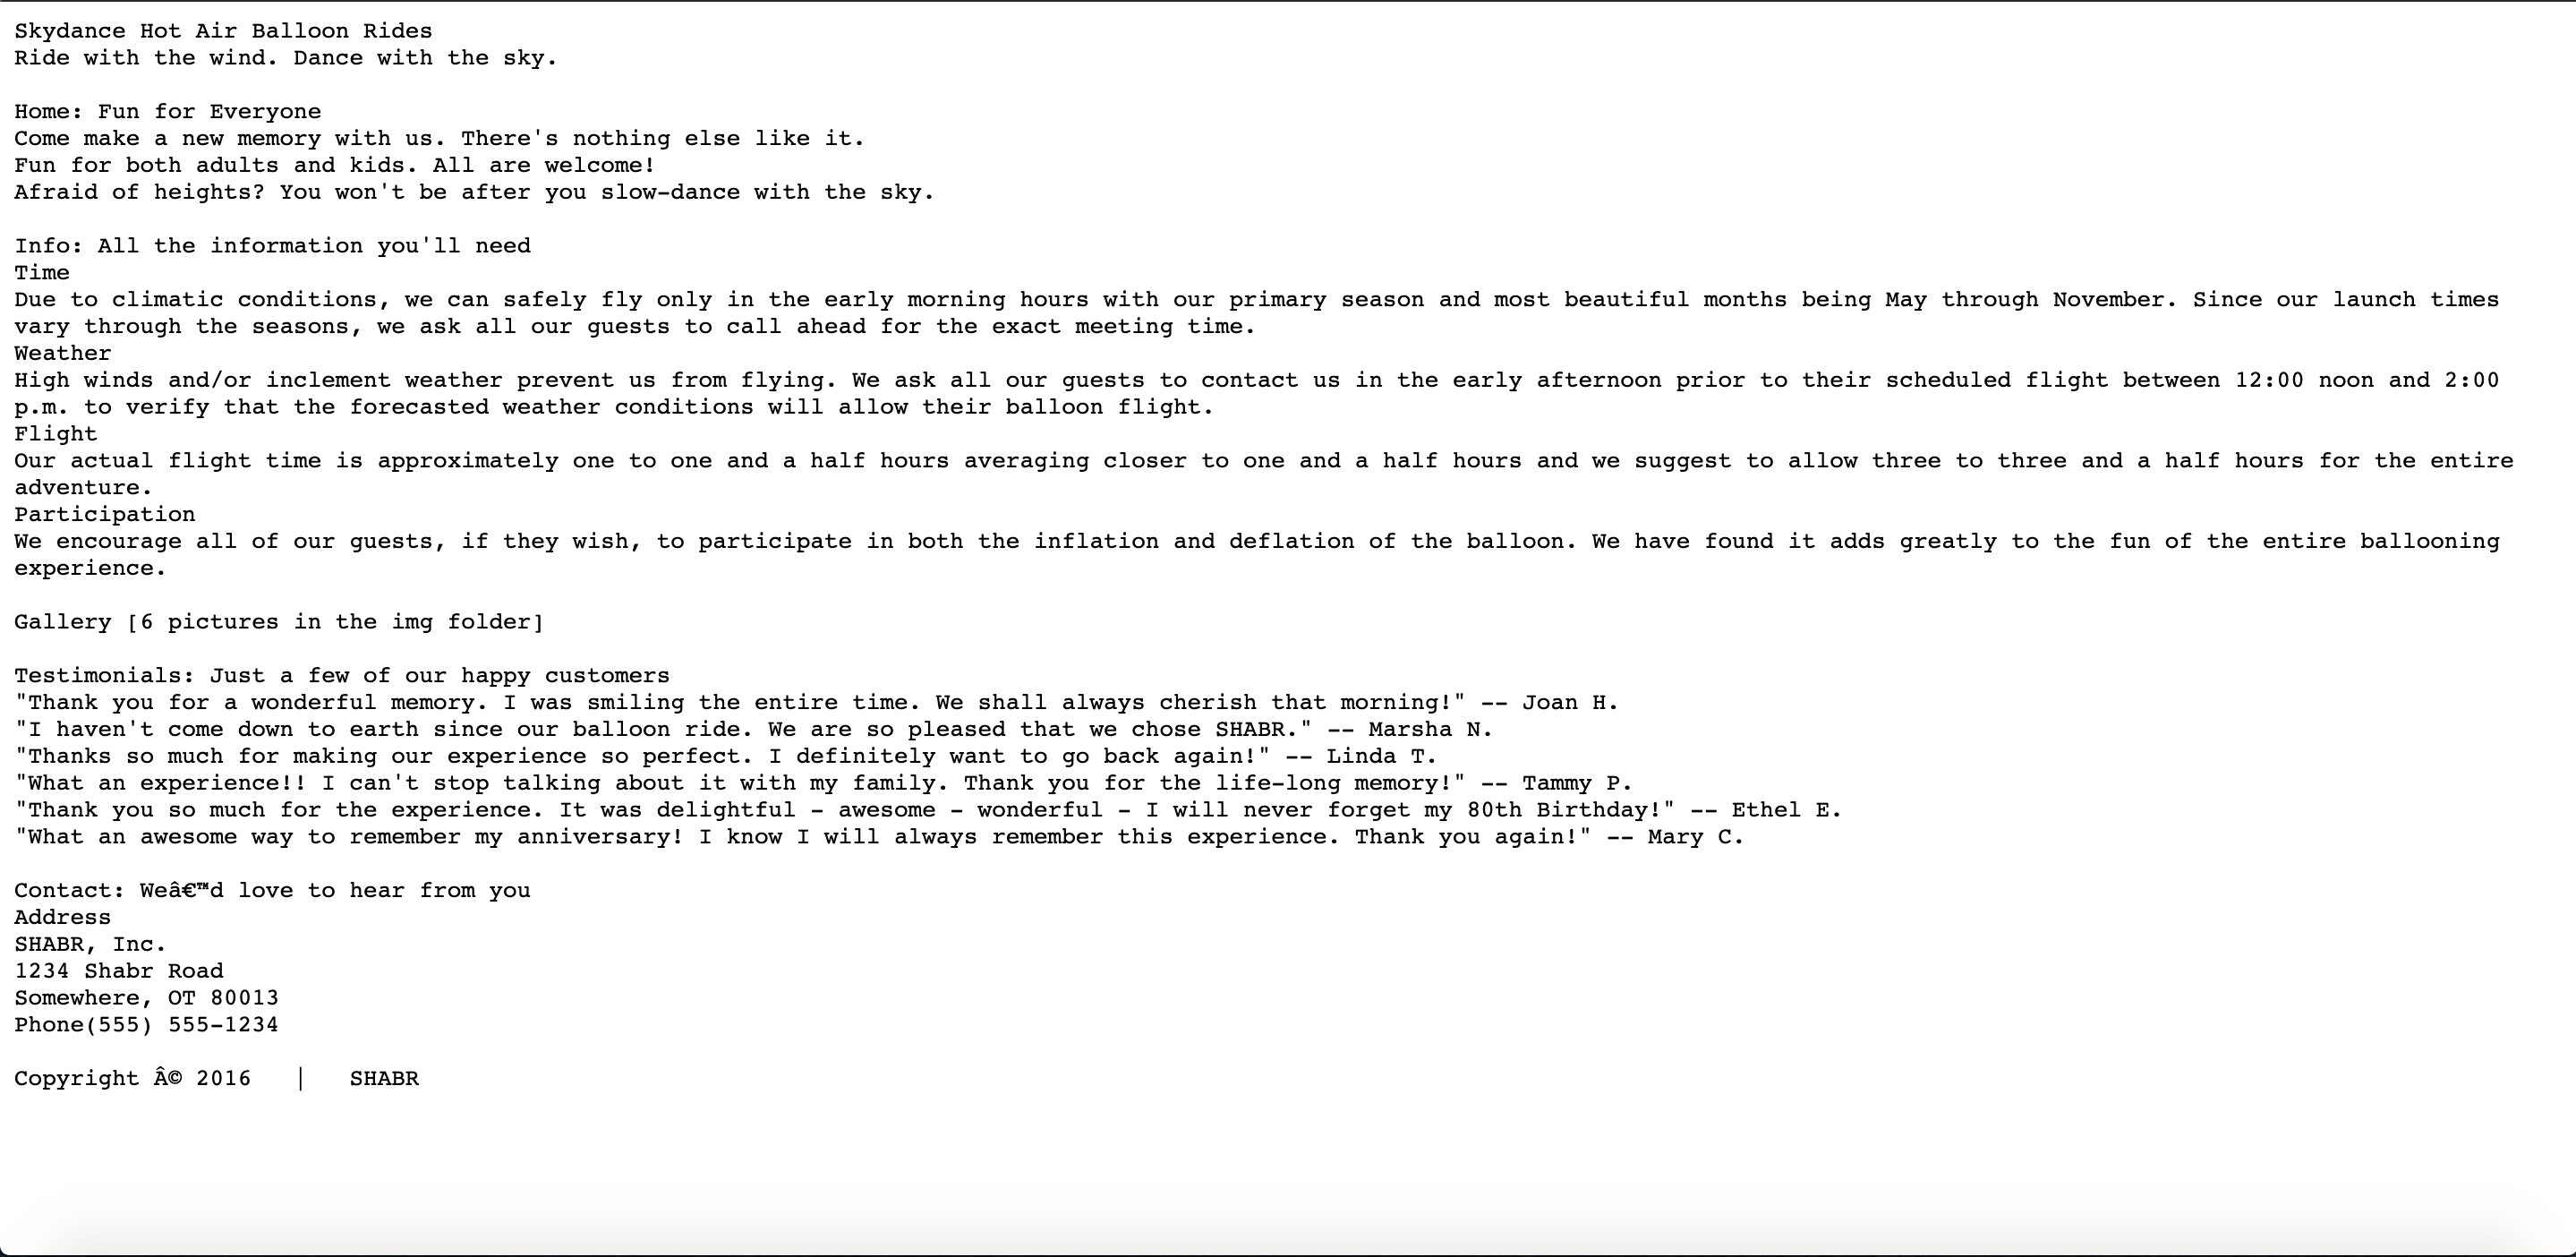 Skydance Hot Air Balloon Rides
Ride with the wind. Dance with the sky.
Home: Fun for Everyone
Come make a new memory with us. There's nothing else like it.
Fun for both adults and kids. All are welcome!
Afraid of heights? You won't be after you slow-dance with the sky.
Info: All the information you'll need
Time
Due to climatic conditions, we can safely fly only in the early morning hours with our primary season and most beautiful months being May through November. Since our launch times
vary through the seasons, we ask all our guests to call ahead for the exact meeting time.
Weather
High winds and/or inclement weather prevent us from flying. We ask all our guests to contact us in the early afternoon prior to their scheduled flight between 12:00 noon and 2:00
p.m. to verify that the forecasted weather conditions will allow their balloon flight.
Flight
Our actual flight time is approximately one to one and a half hours averaging closer to one and a half hours and we suggest to allow three to three and a half hours for the entire
adventure.
Participation
We encourage all of our guests, if they wish, to participate in both the inflation and deflation of the balloon. We have found it adds greatly to the fun of the entire ballooning
experience.
Gallery [6 pictures in the img folder]
Testimonials: Just a few of our happy customers
"Thank you for a wonderful memory. I was smiling the entire time. We shall always cherish that morning!" -- Joan H.
"I haven't come down to earth since our balloon ride. We are so pleased that we chose SHABR." -- Marsha N.
"Thanks so much for making our experience so perfect. I definitely want to go back again!" -- Linda T.
"What an experience!! I can't stop talking about it with my family. Thank you for the life-long memory!" -- Tammy P.
"Thank you so much for the experience. It was delightful - awesome - wonderful - I will never forget my 80th Birthday!" -- Ethel E.
"What an awesome way to remember my anniversary! I know I will always remember this experience. Thank you again!" -- Mary C.
Contact: Weâ€™d love to hear from you
Address
SHABR, Inc.
1234 Shabr Road
Somewhere, OT 80013
Phone(555) 555-1234
Copyright Â© 2016   |   SHABR